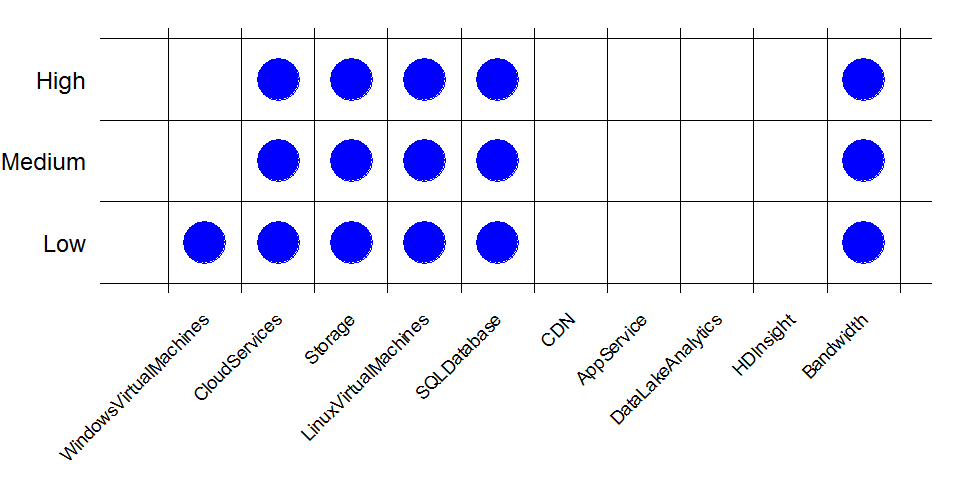 High
Medium
Low
WindowsVirtualMachines
CloudServices
Storage
LinuxVirtualMachines
SQLDatabase
CDN
AppService
DataLakeAnalytics
HDInsight
Bandwidth